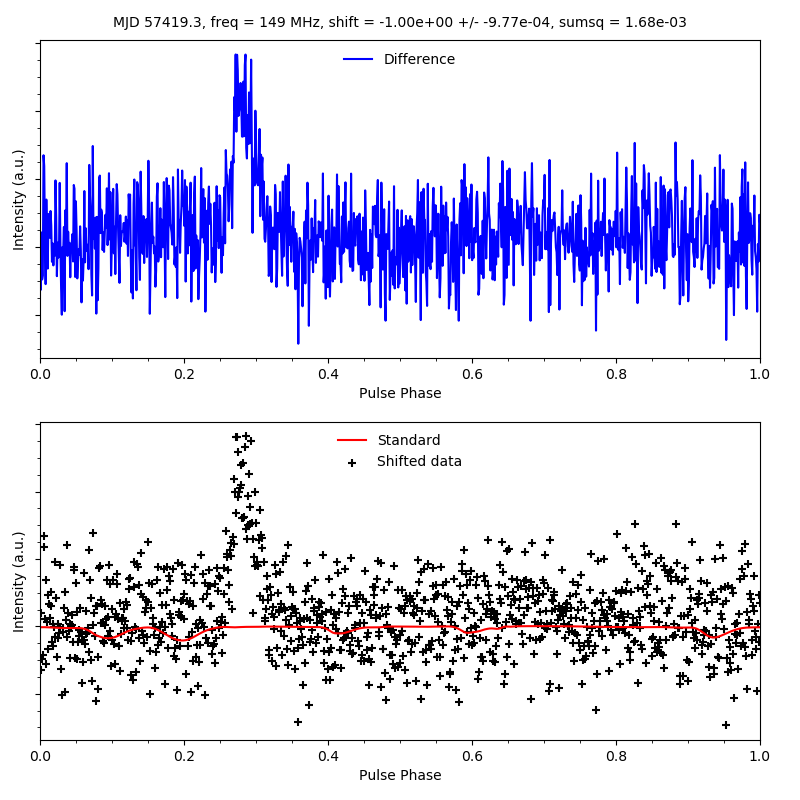 MJD 57419.3, freq = 149 MHz, shift = -1.00e+00 +/- -9.77e-04, sumsq = 1.68e-03
Difference
Intensity (a.u.)
0.0 0.2 0.4 0.6 0.8 1.0
Pulse Phase
Standard
Shifted data
Intensity (a.u.)
0.0 0.2 0.4 0.6 0.8 1.0
Pulse Phase